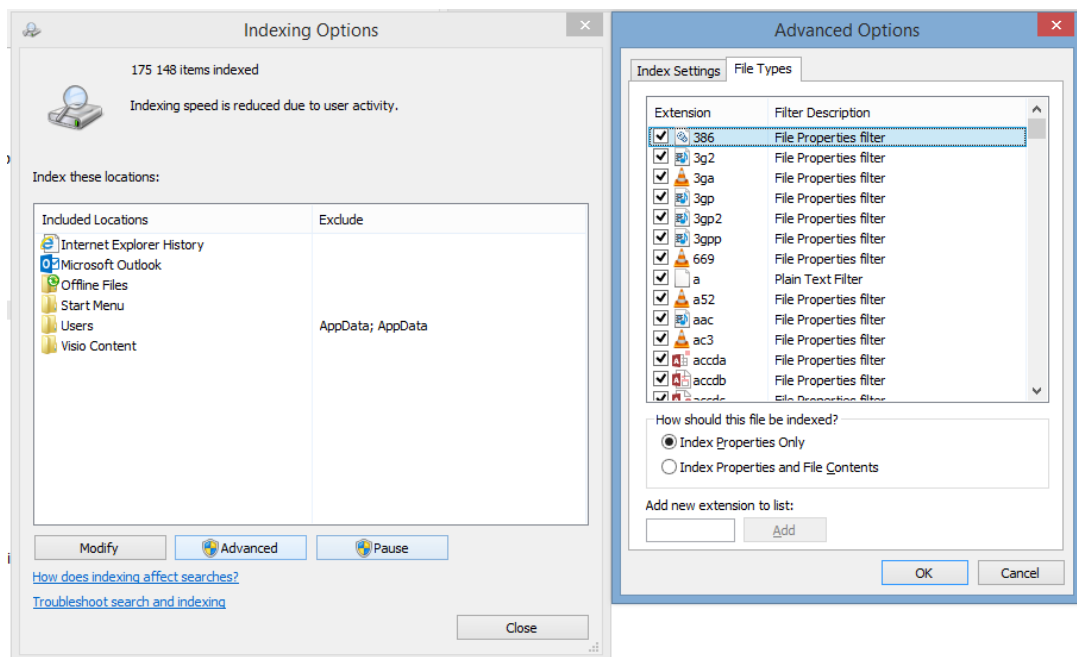 Indexing Options
175 148 items indexed
Indexing speed is reduced due to user activity.
Index these locations:
Included Locations Exclude
Internet Explorer History
Microsoft Outlook
Offline Files
Start Menu
Users AppData; AppData
Visio Content
Modify Advanced Pause
How does indexing affect searches?
Troubleshoot search and indexing
Close
Advanced Options
Index Settings File Types
Extension Filter Description
386 File Properties filter
3g2 File Properties filter
3ga File Properties filter
3gp File Properties filter
3gp2 File Properties filter
3gpp File Properties filter
669 File Properties filter
a Plain Text Filter
a52 File Properties filter
aac File Properties filter
ac3 File Properties filter
accda File Properties filter
accdb File Properties filter
accdc File Properties filter
How should this file be indexed?
Index Properties Only
Index Properties and File Contents
Add new extension to list:
Add
OK Cancel